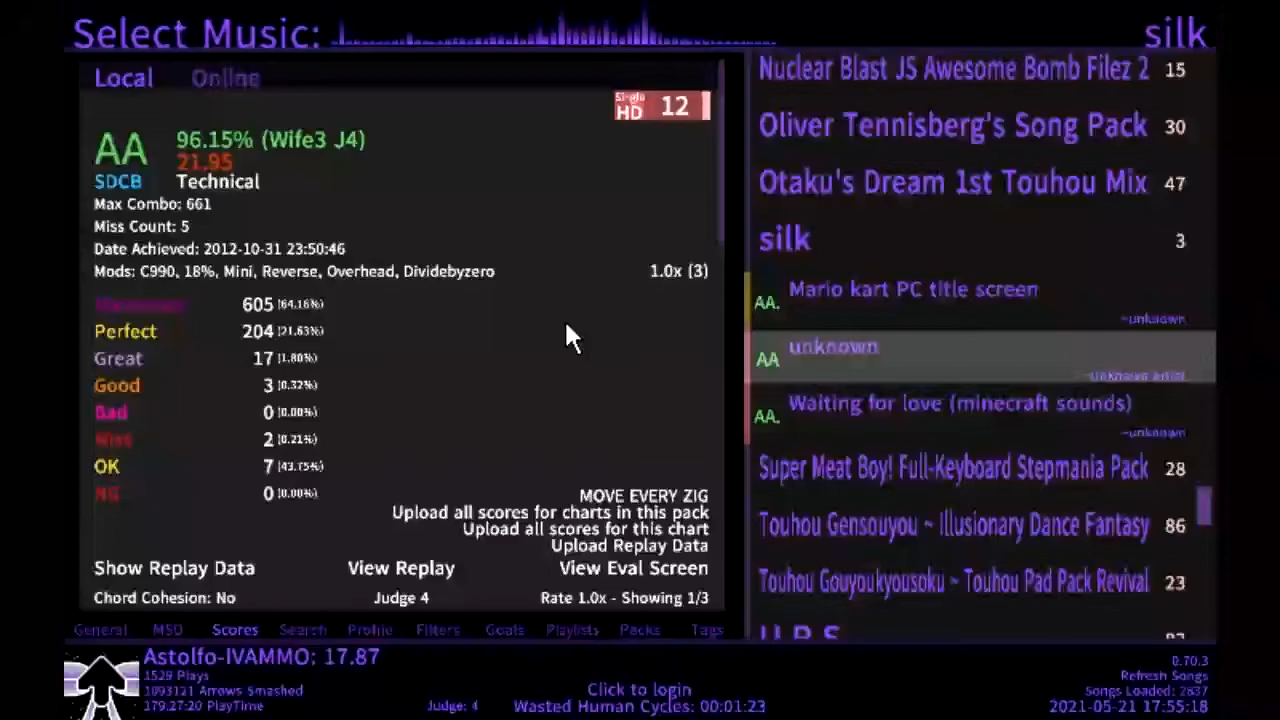 Select Music:
silk
Local Online
Single HD 12
AA 96.15% (Wife3 J4)
21.95
SDCB Technical
Max Combo: 661
Miss Count: 5
Date Achieved: 2012-10-31 23:50:46
Mods: C990, 18%, Mini, Reverse, Overhead, Dividebyzero 1.0x (3)
605 (64.16%)
Perfect 204 (21.63%)
Great 17 (1.80%)
Good 3 (0.32%)
Bad 0 (0.00%)
Miss 2 (0.21%)
OK 7 (43.75%)
NG 0 (0.00%)
MOVE EVERY ZIG
Upload all scores for charts in this pack
Upload all scores for this chart
Upload Replay Data
Show Replay Data View Replay View Eval Screen
Chord Cohesion: No Judge 4 Rate 1.0x - Showing 1/3
General MSD Scores Search Profile Filters Goals Playlists Packs Tags
Nuclear Blast JS Awesome Bomb Filez 2 15
Oliver Tennisberg's Song Pack 30
Otaku's Dream 1st Touhou Mix 47
silk 3
AA. Mario kart PC title screen
~unknown
AA unknown
~unknown artist
AA. Waiting for love (minecraft sounds)
~unknown
Super Meat Boy! Full-Keyboard Stepmania Pack 28
Touhou Gensouyou ~ Illusionary Dance Fantasy 86
Touhou Gouyoukyousoku ~ Touhou Pad Pack Revival 23
Astolfo-IVAMMO: 17.87
1529 Plays
1093121 Arrows Smashed
179:27:20 PlayTime
Judge: 4
Click to login
Wasted Human Cycles: 00:01:23
0.70.3
Refresh Songs
Songs Loaded: 2837
2021-05-21 17:55:18